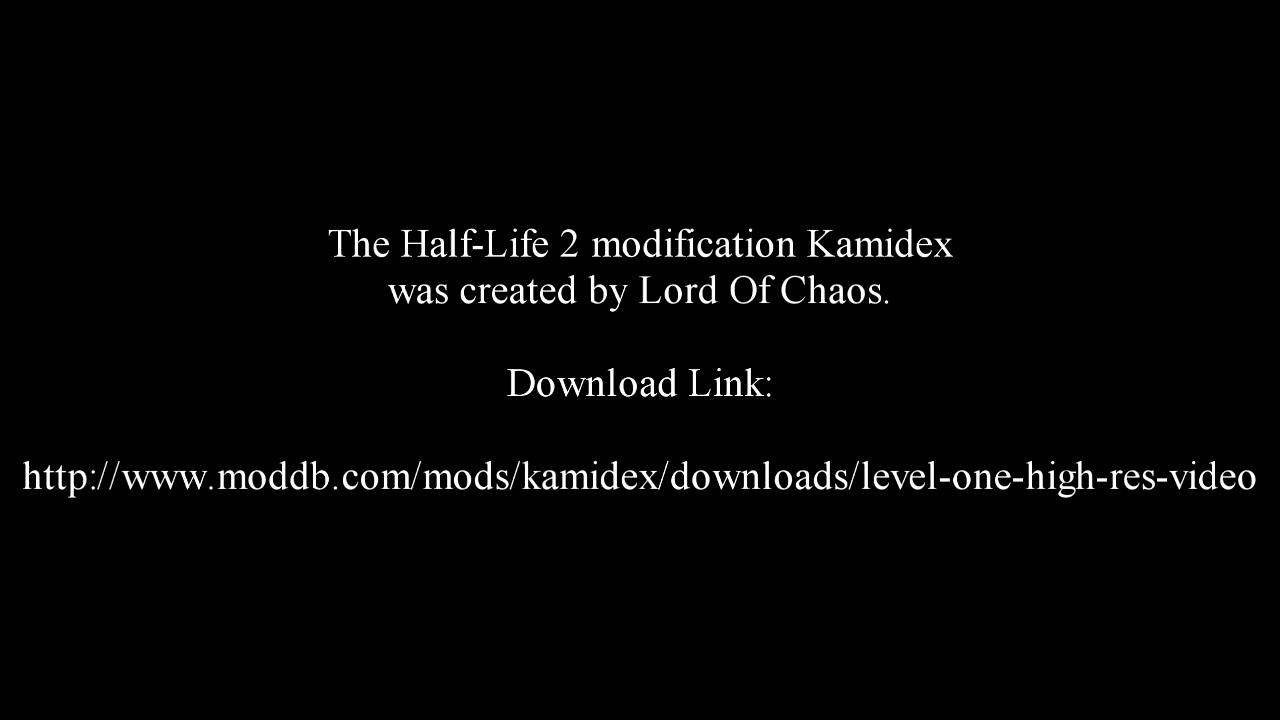 The Half-Life 2 modification Kamidex
was created by Lord Of Chaos.
Download Link:
http://www.moddb.com/mods/kamidex/downloads/level-one-high-res-video